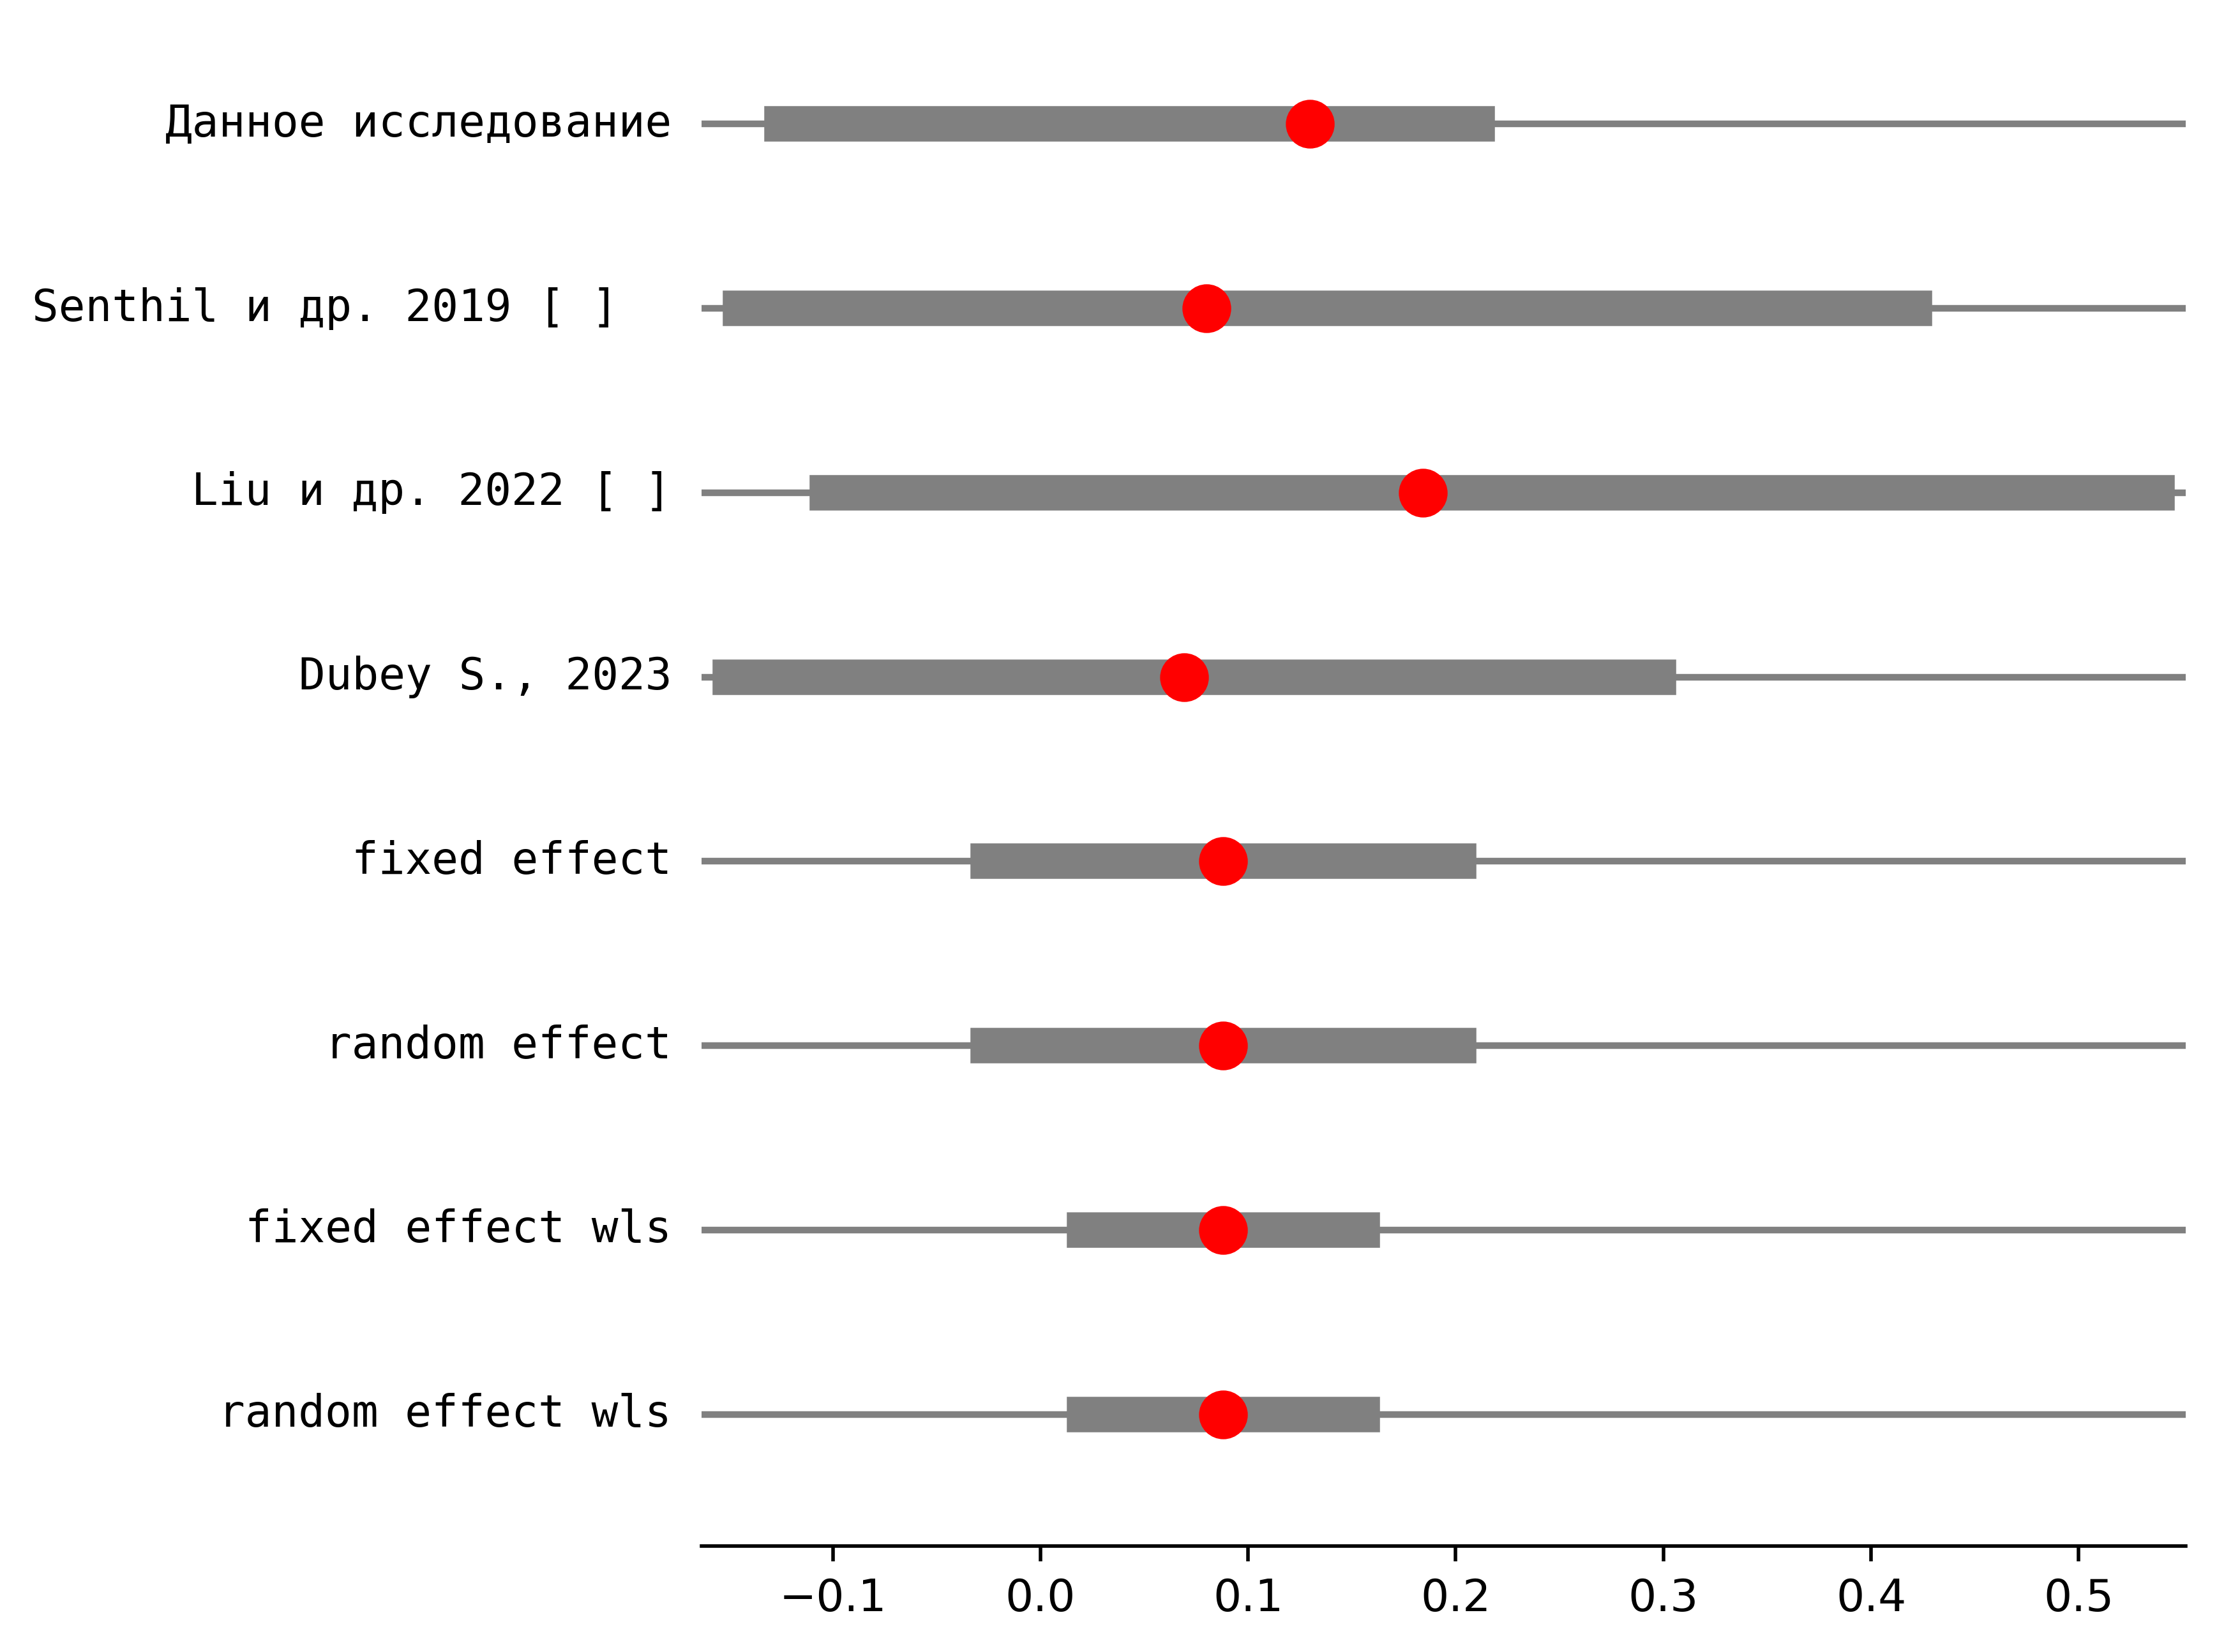 Данное исследование
Senthil и др. 2019 [ ]
Liu и др. 2022 [ ]
Dubey S., 2023
fixed effect
random effect
fixed effect wls
random effect wls
−0.1 0.0 0.1 0.2 0.3 0.4 0.5